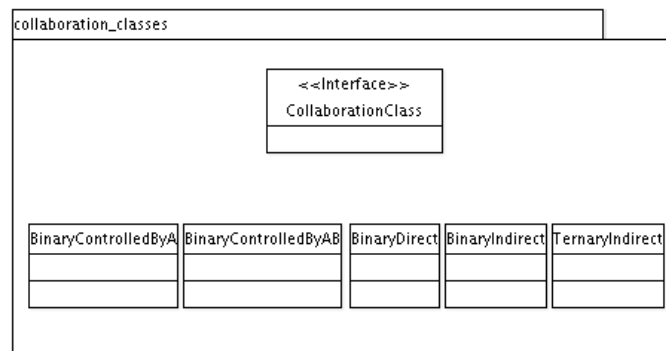 collaboration_classes
<<Interface>>
CollaborationClass
BinaryControlledByA
BinaryControlledByAB
BinaryDirect
BinaryIndirect
TernaryIndirect